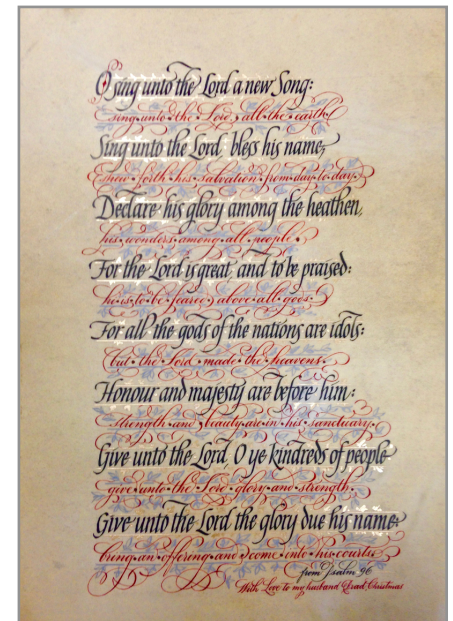 O sing unto the Lord a new Song:
sing unto the Lord, all the earth.
Sing unto the Lord, bless his name;
shew forth his salvation from day to day.
Declare his glory among the heathen,
his wonders among all people.
For the Lord is great, and to be praised:
he is to be feared above all gods.
For all the gods of the nations are idols:
but the Lord made the heavens.
Honour and majesty are before him:
strength and beauty are in his sanctuary.
Give unto the Lord O ye kindreds of people
give unto the Lord glory and strength.
Give unto the Lord the glory due his name:
bring an offering and come into his courts
from Psalm 96
With Love to my husband Brad, Christmas